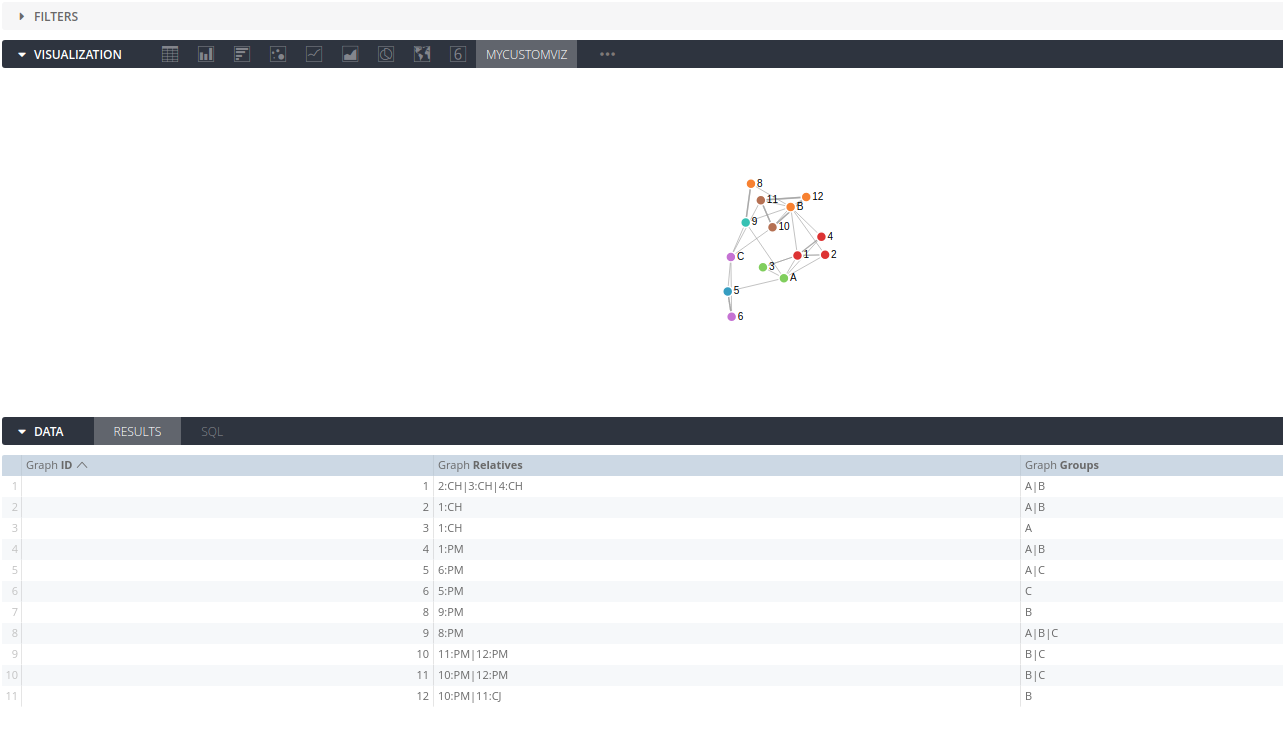 FILTERS
VISUALIZATION 6 MYCUSTOMVIZ
8
11 12
B
9
10
4
1 2
C
3
A
5
6
DATA RESULTS SQL
Graph ID Graph Relatives Graph Groups
1 1 2:CH|3:CH|4:CH A|B
2 2 1:CH A|B
3 3 1:CH A
4 4 1:PM A|B
5 5 6:PM A|C
6 6 5:PM C
7 8 9:PM B
8 9 8:PM A|B|C
9 10 11:PM|12:PM B|C
10 11 10:PM|12:PM B|C
11 12 10:PM|11:CJ B